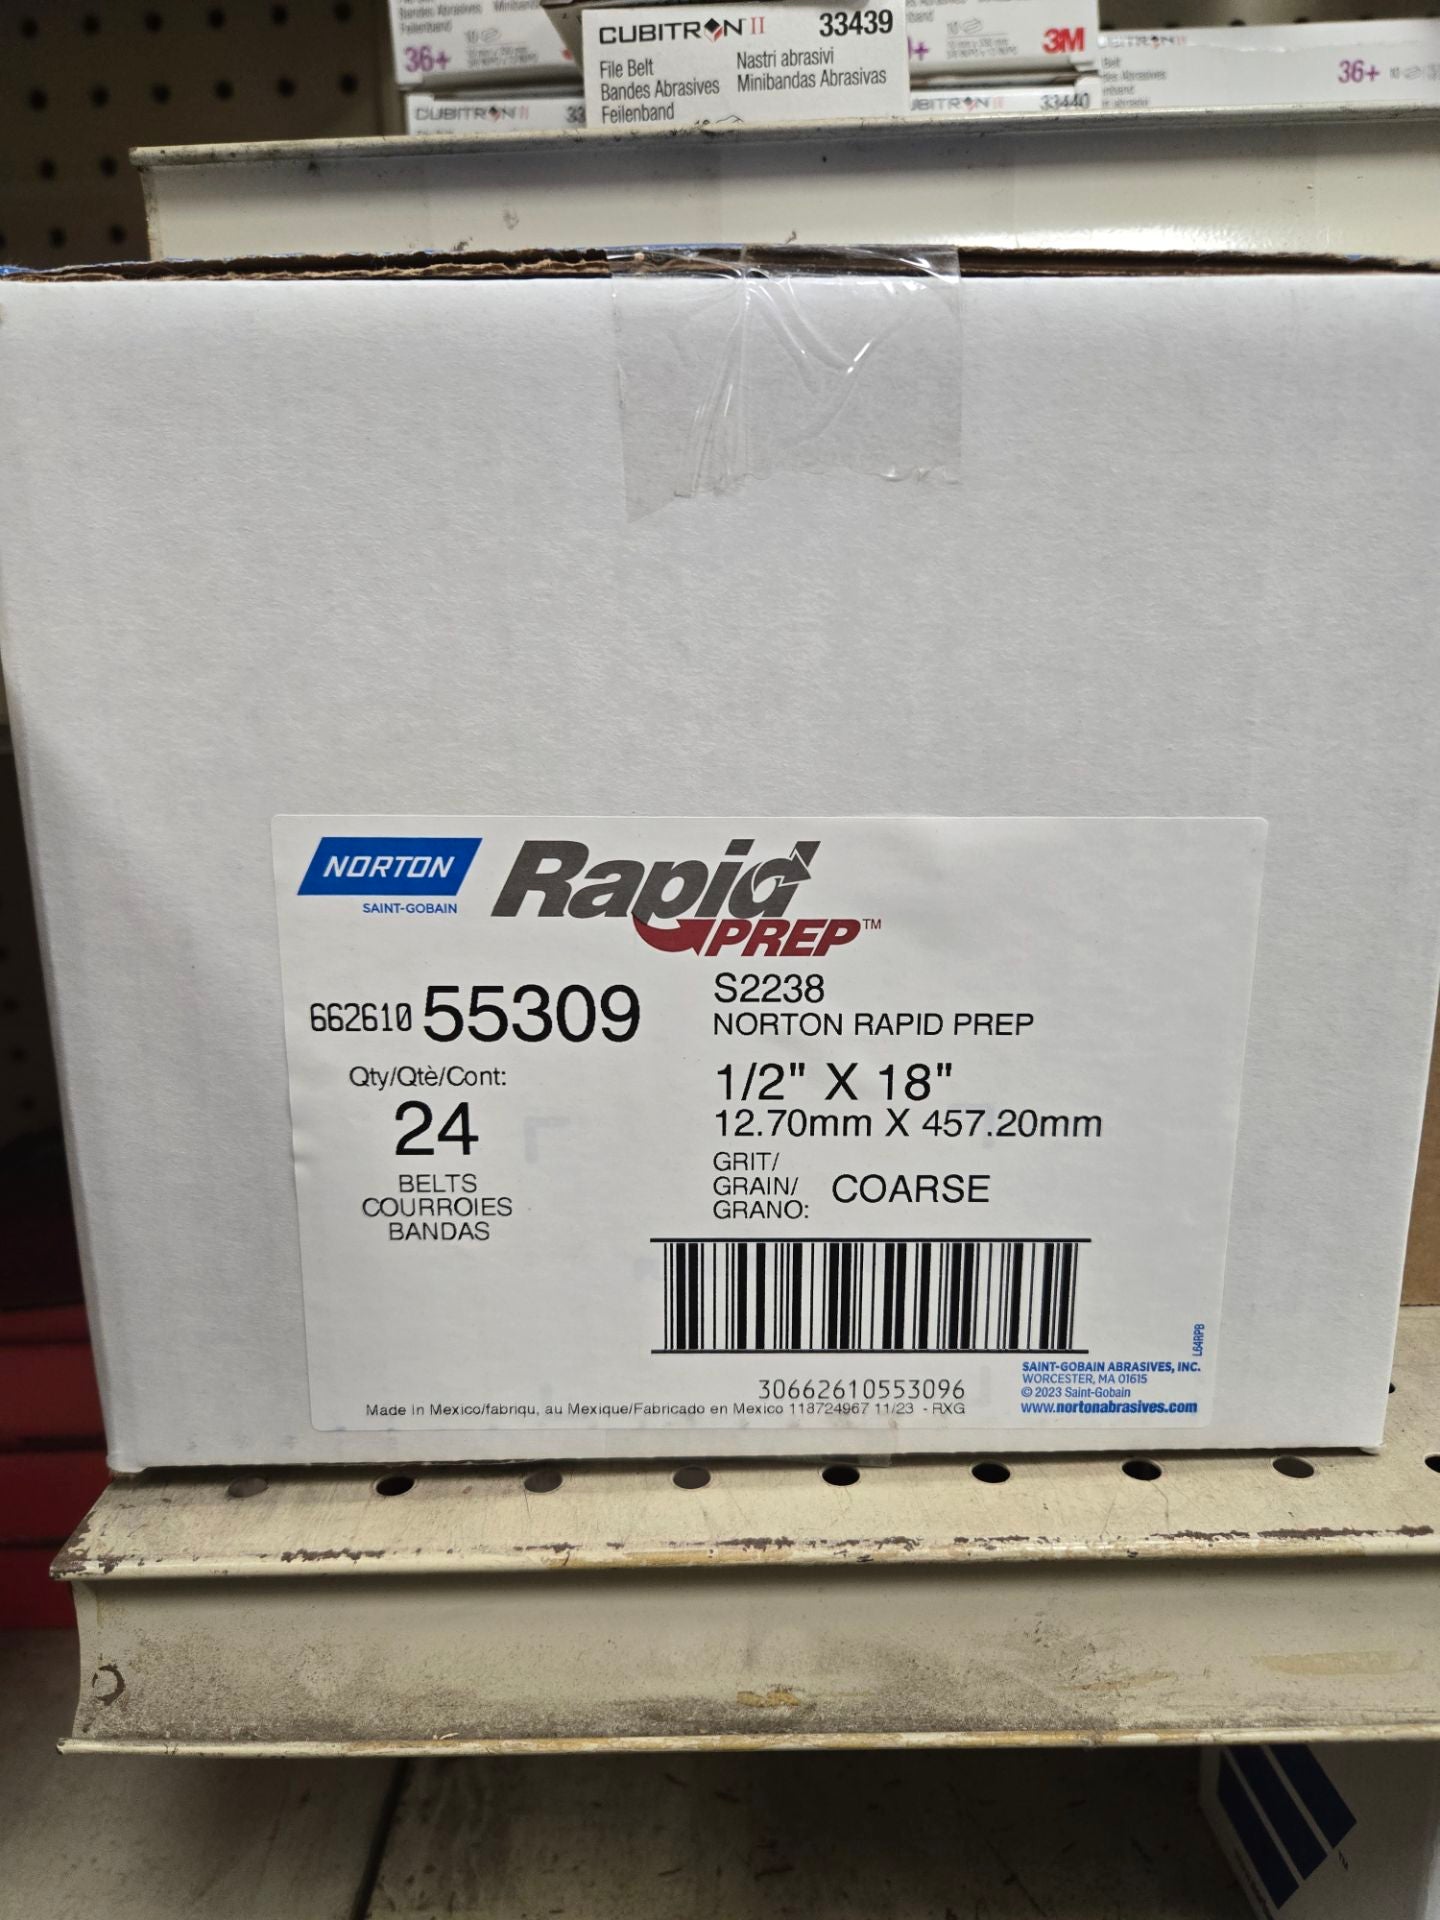 36+
CUBITRON II 33439
File Belt Nastri abrasivi
Bandes Abrasives Minibandas Abrasivas
Feilenband
3M
36+
CUBITRON II 33
33440
NORTON
SAINT-GOBAIN
Rapid
PREP™
662610 55309
Qty/Qtè/Cont:
24
BELTS
COURROIES
BANDAS
S2238
NORTON RAPID PREP
1/2" X 18"
12.70mm X 457.20mm
GRIT/
GRAIN/
GRANO: COARSE
30662610553096
Made in Mexico/fabriqu, au Mexique/Fabricado en Mexico 118724967 11/23 - RXG
L64RPB
SAINT-GOBAIN ABRASIVES, INC.
WORCESTER, MA 01615
© 2023 Saint-Gobain
www.nortonabrasives.com